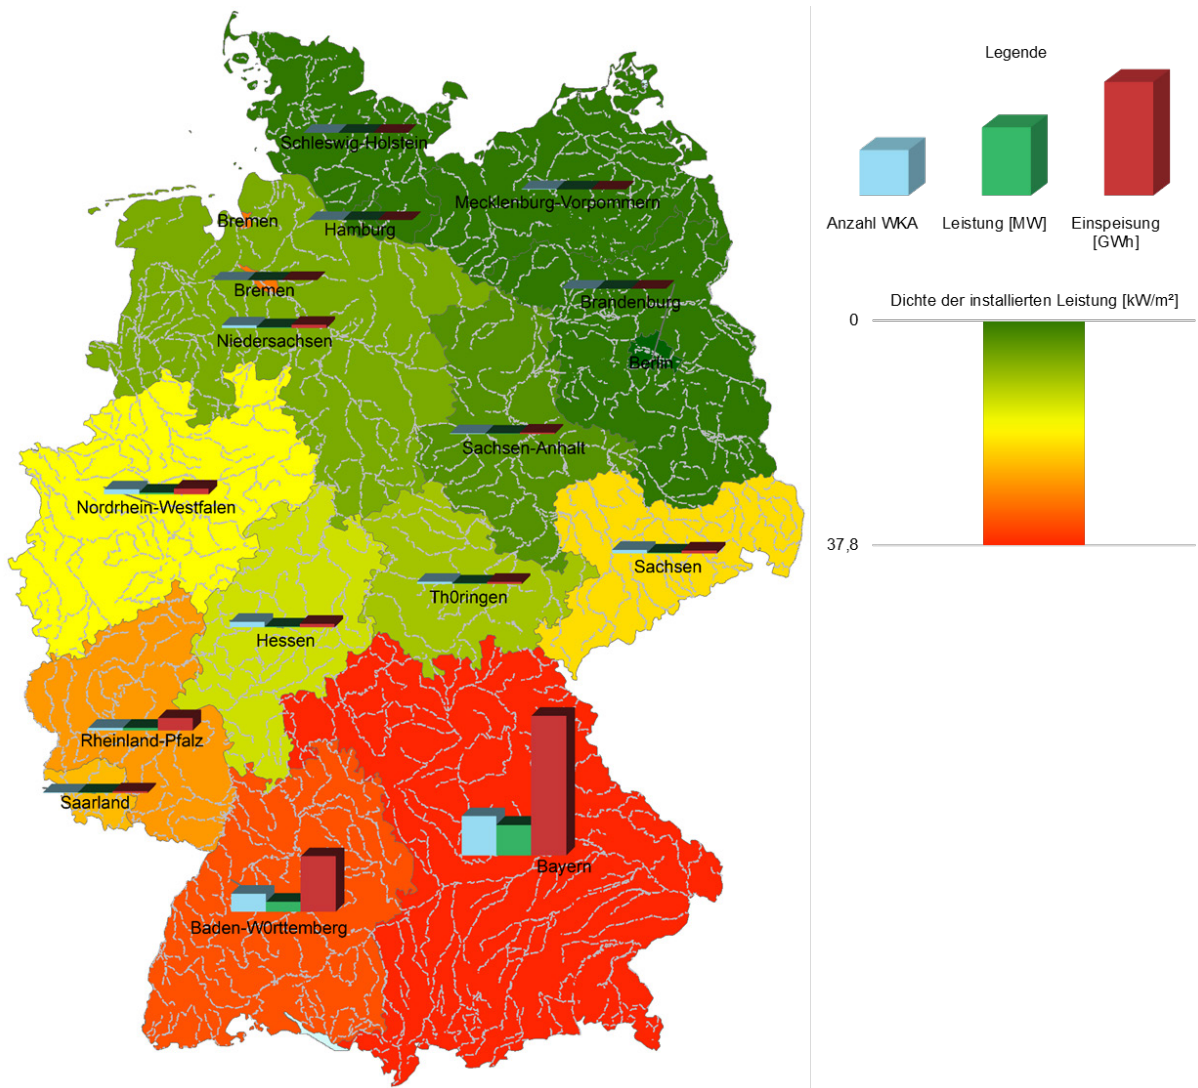 Schleswig-Holstein
Mecklenburg-Vorpommern
Bremen
Hamburg
Bremen
Brandenburg
Niedersachsen
Berlin
Sachsen-Anhalt
Nordrhein-Westfalen
Sachsen
Th0ringen
Hessen
Rheinland-Pfalz
Saarland
Bayern
Baden-W0rttemberg
Legende
Anzahl WKA
Leistung [MW]
Einspeisung
[GWh]
Dichte der installierten Leistung [kW/m²]
0
37,8